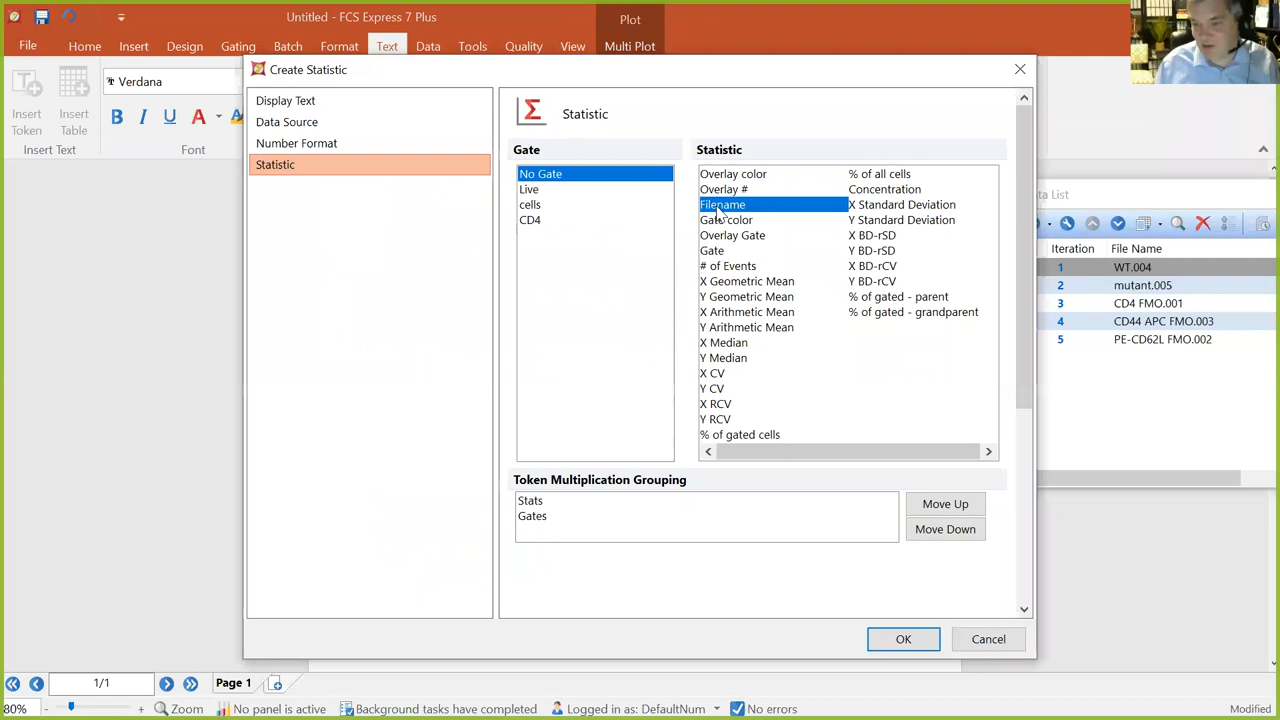 Untitled - FCS Express 7 Plus
Plot
File
Home
Insert
Design
Gating
Batch
Format
Text
Data
Tools
Quality
View
Multi Plot
Create Statistic
Verdana
Insert
Token
Insert
Table
B
I
U
A
Insert Text
Font
Display Text
Data Source
Number Format
Statistic
Statistic
Gate
Statistic
No Gate
Live
cells
CD4
Overlay color
Overlay #
Filename
Gate color
Overlay Gate
Gate
# of Events
X Geometric Mean
Y Geometric Mean
X Arithmetic Mean
Y Arithmetic Mean
X Median
Y Median
X CV
Y CV
X RCV
Y RCV
% of gated cells
% of all cells
Concentration
X Standard Deviation
Y Standard Deviation
X BD-rSD
Y BD-rSD
X BD-rCV
Y BD-rCV
% of gated - parent
% of gated - grandparent
Token Multiplication Grouping
Stats
Gates
Move Up
Move Down
OK
Cancel
ta List
Iteration
File Name
1 WT.004
2 mutant.005
3 CD4 FMO.001
4 CD44 APC FMO.003
5 PE-CD62L FMO.002
1/1
Page 1
80%
-
+
Zoom
No panel is active
Background tasks have completed
Logged in as: DefaultNum
No errors
Modified